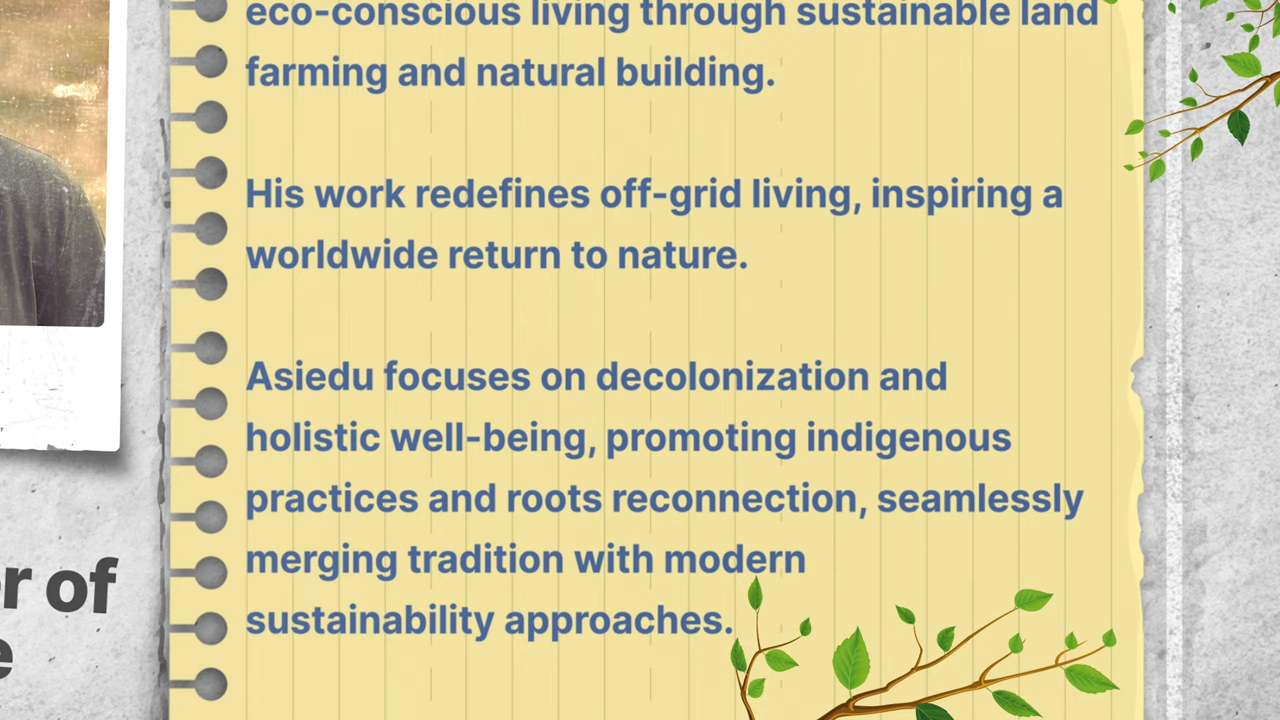 eco-conscious living through sustainable land
farming and natural building.
His work redefines off-grid living, inspiring a
worldwide return to nature.
Asiedu focuses on decolonization and
holistic well-being, promoting indigenous
practices and roots reconnection, seamlessly
merging tradition with modern
sustainability approaches.
of